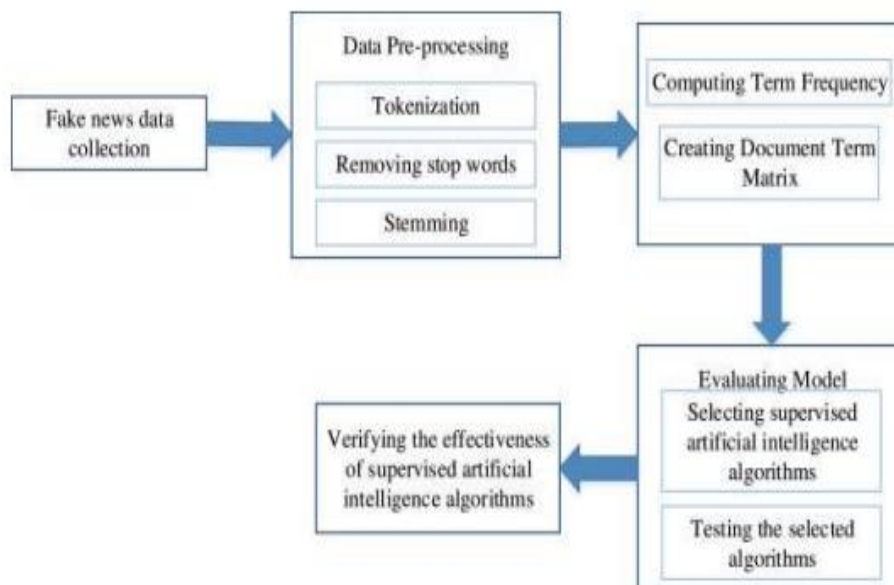 Fake news data
collection
Data Pre-processing
Tokenization
Removing stop words
Stemming
Computing Term Frequency
Creating Document Term
Matrix
Evaluating Model
Selecting supervised
artificial intelligence
algorithms
Testing the selected
algorithms
Verifying the effectiveness
of supervised artificial
intelligence algorithms